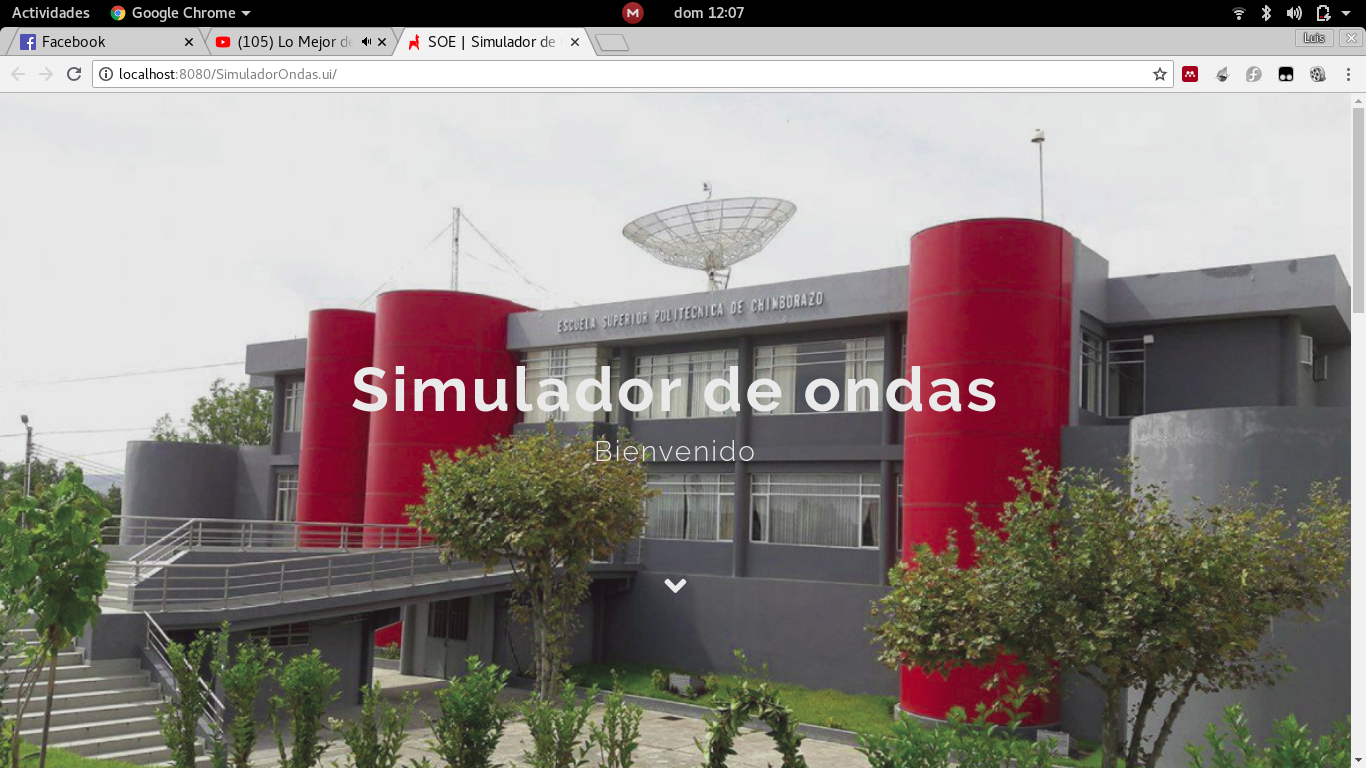 Actividades
Google Chrome
dom 12:07
Facebook
(105) Lo Mejor de
SOE | Simulador de
Luis
localhost:8080/SimuladorOndas.ui/
ESCUELA SUPERIOR POLITECNICA DE CHIMBORAZO
Simulador de ondas
Bienvenido